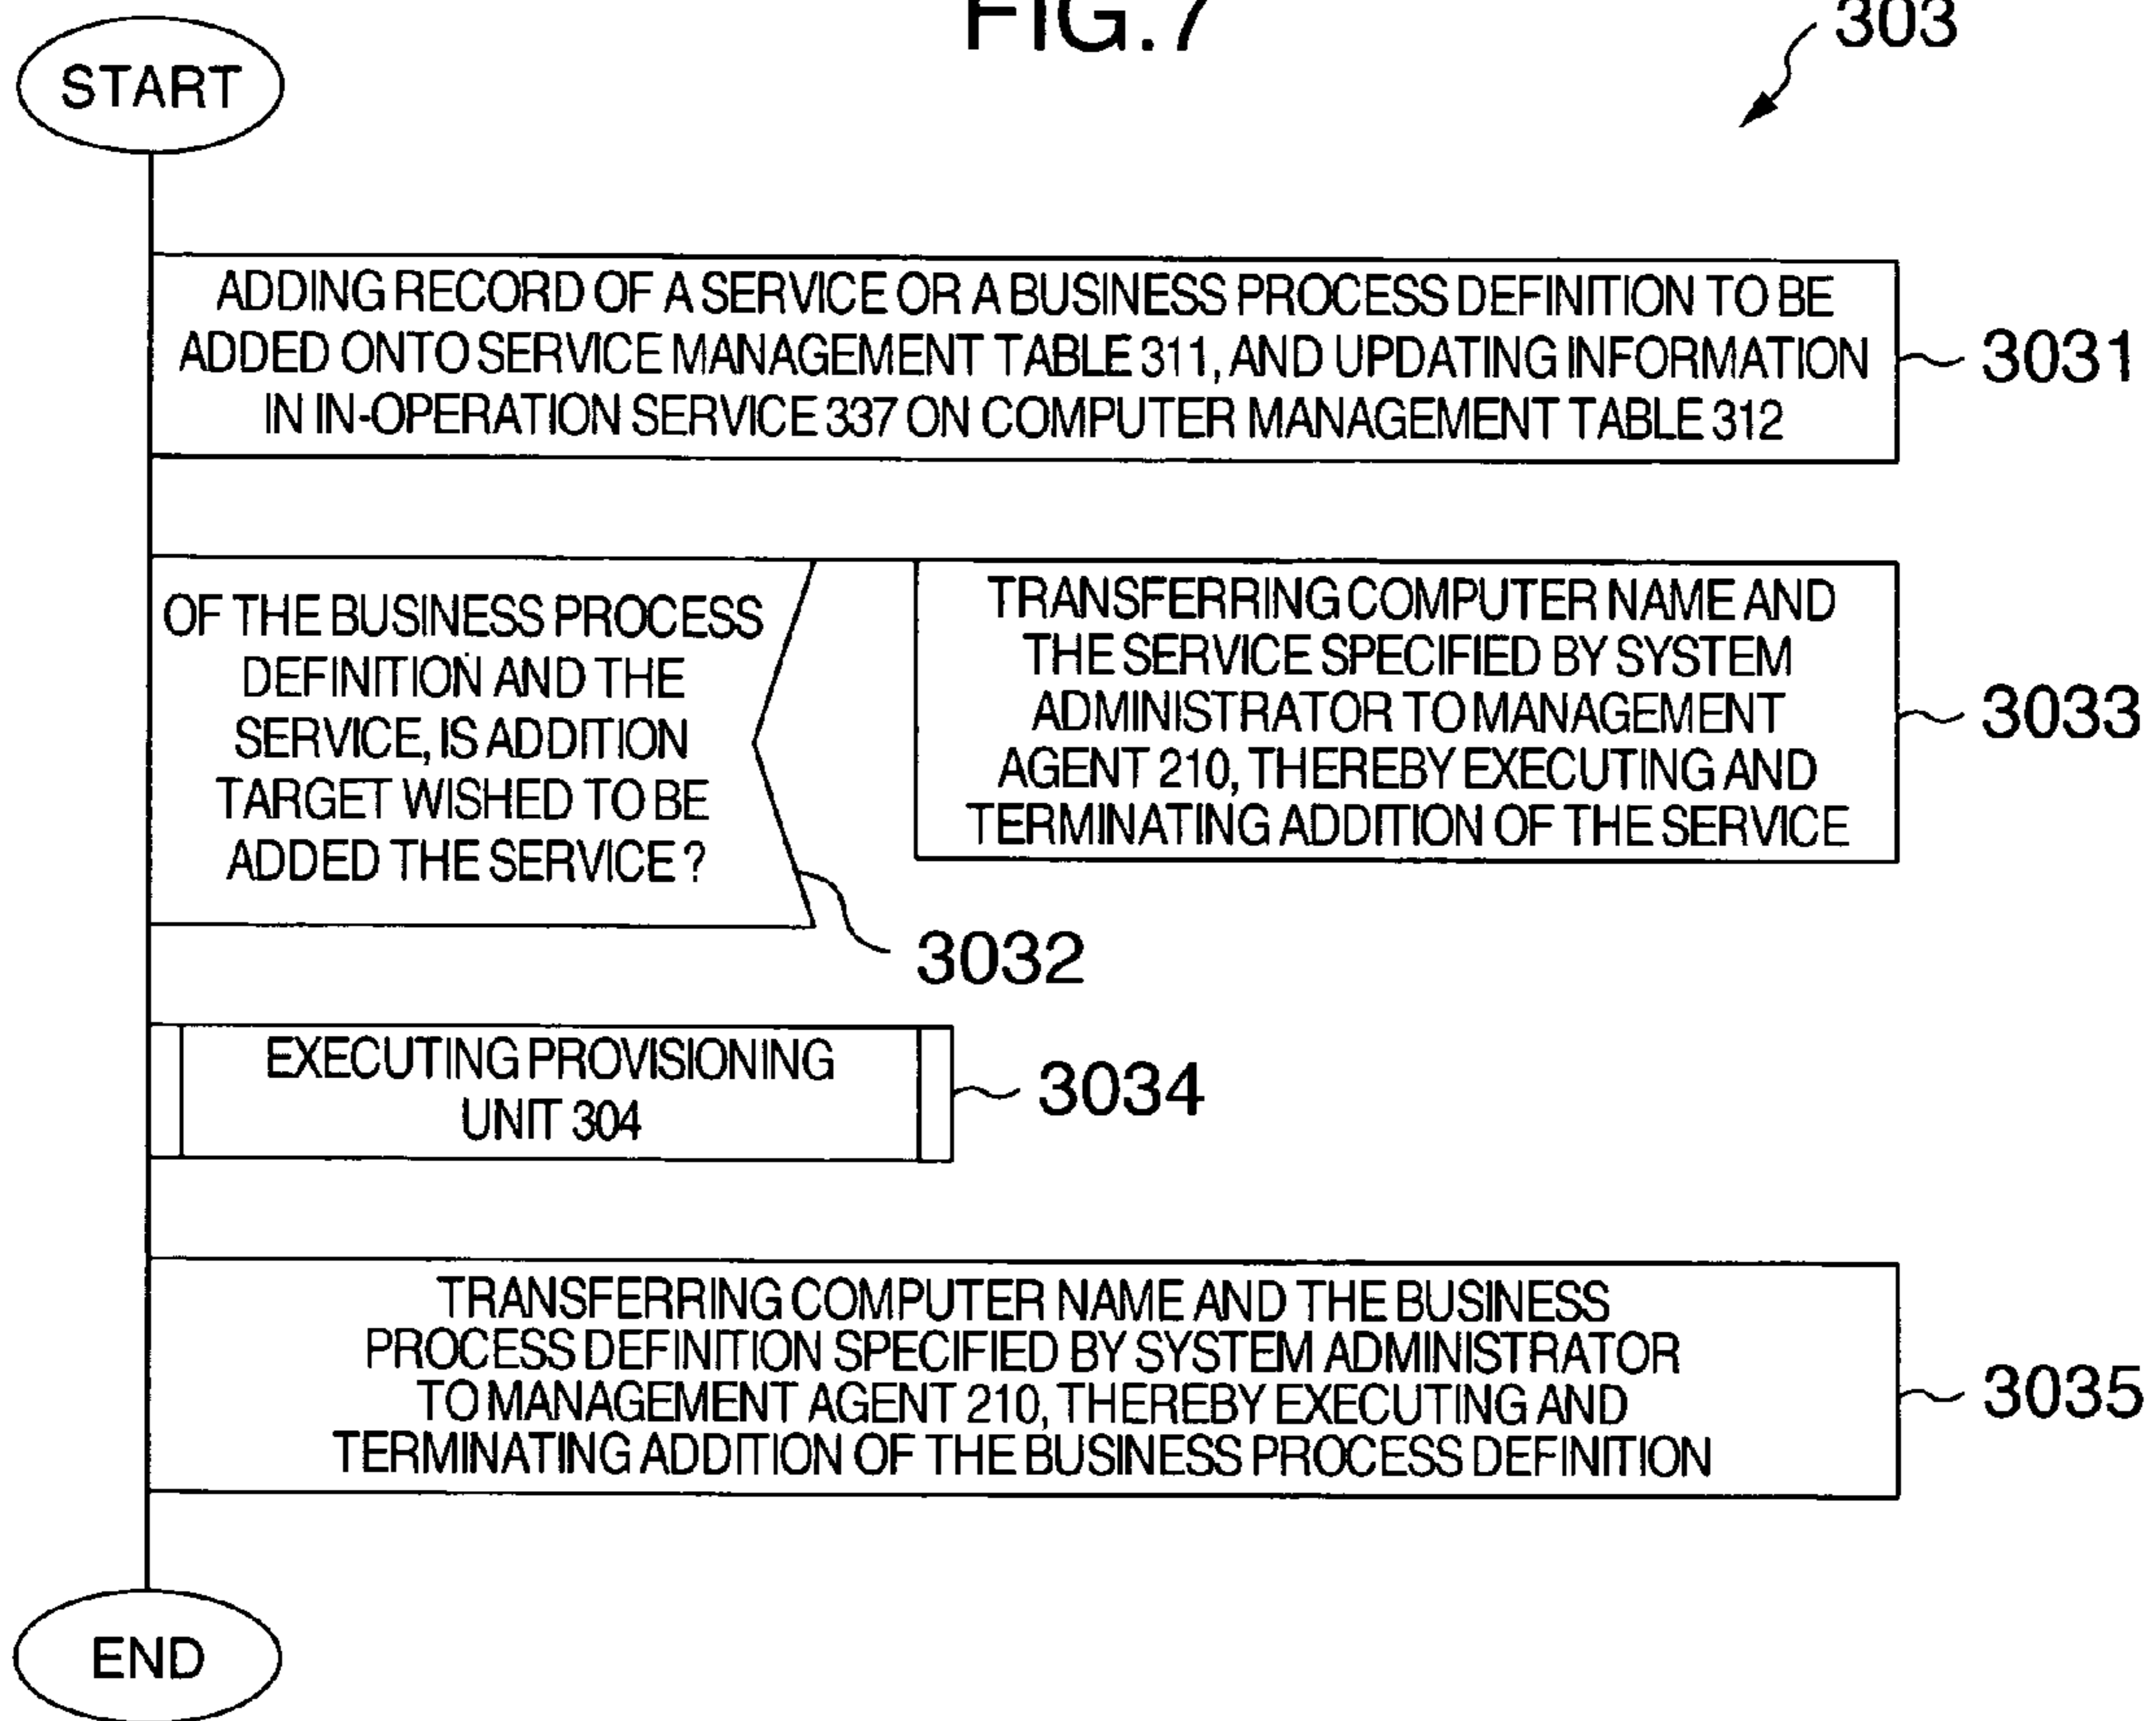 FIG.7
303
START
ADDING RECORD OF A SERVICE OR A BUSINESS PROCESS DEFINITION TO BE
ADDED ONTO SERVICE MANAGEMENT TABLE 311, AND UPDATING INFORMATION
IN IN-OPERATION SERVICE 337 ON COMPUTER MANAGEMENT TABLE 312
3031
OF THE BUSINESS PROCESS
DEFINITION AND THE
SERVICE, IS ADDITION
TARGET WISHED TO BE
ADDED THE SERVICE?
3032
TRANSFERRING COMPUTER NAME AND
THE SERVICE SPECIFIED BY SYSTEM
ADMINISTRATOR TO MANAGEMENT
AGENT 210, THEREBY EXECUTING AND
TERMINATING ADDITION OF THE SERVICE
3033
EXECUTING PROVISIONING
UNIT 304
3034
TRANSFERRING COMPUTER NAME AND THE BUSINESS
PROCESS DEFINITION SPECIFIED BY SYSTEM ADMINISTRATOR
TO MANAGEMENT AGENT 210, THEREBY EXECUTING AND
TERMINATING ADDITION OF THE BUSINESS PROCESS DEFINITION
3035
END